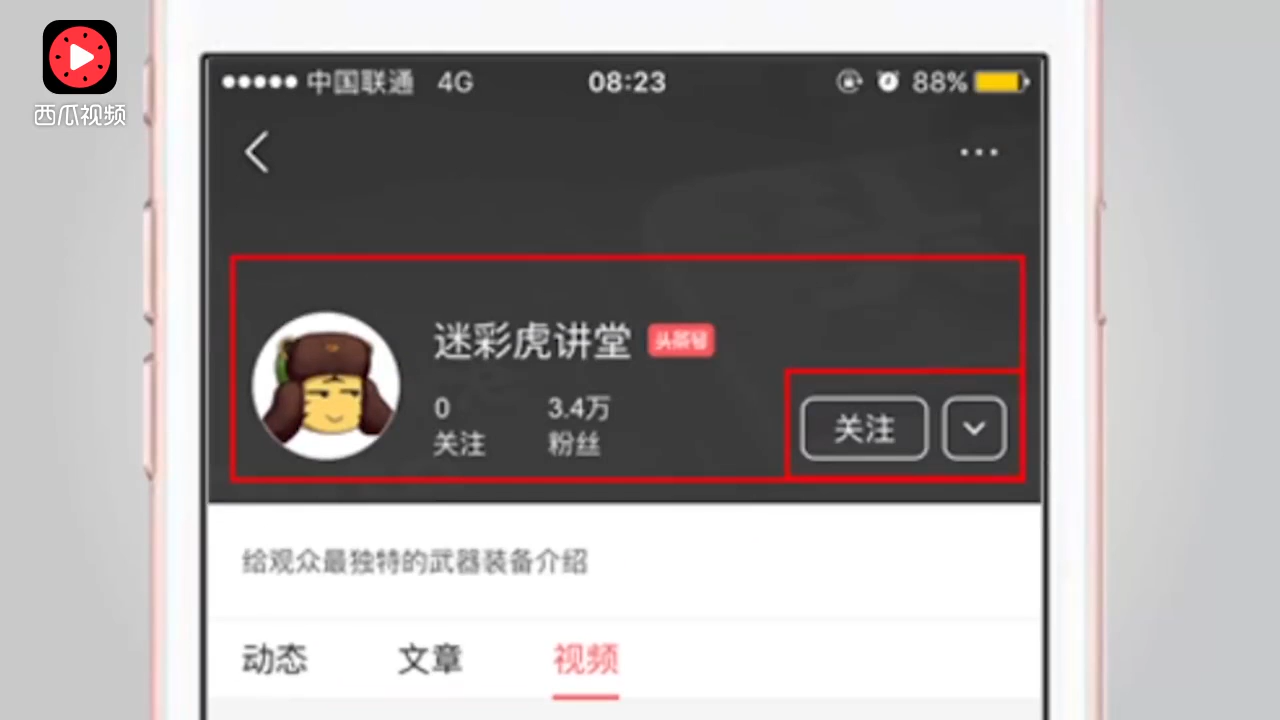 西瓜视频
中国联通 4G 08:23 88%
迷彩虎讲堂 头条号
0 3.4万
关注 粉丝
关注
给观众最独特的武器装备介绍
动态 文章 视频